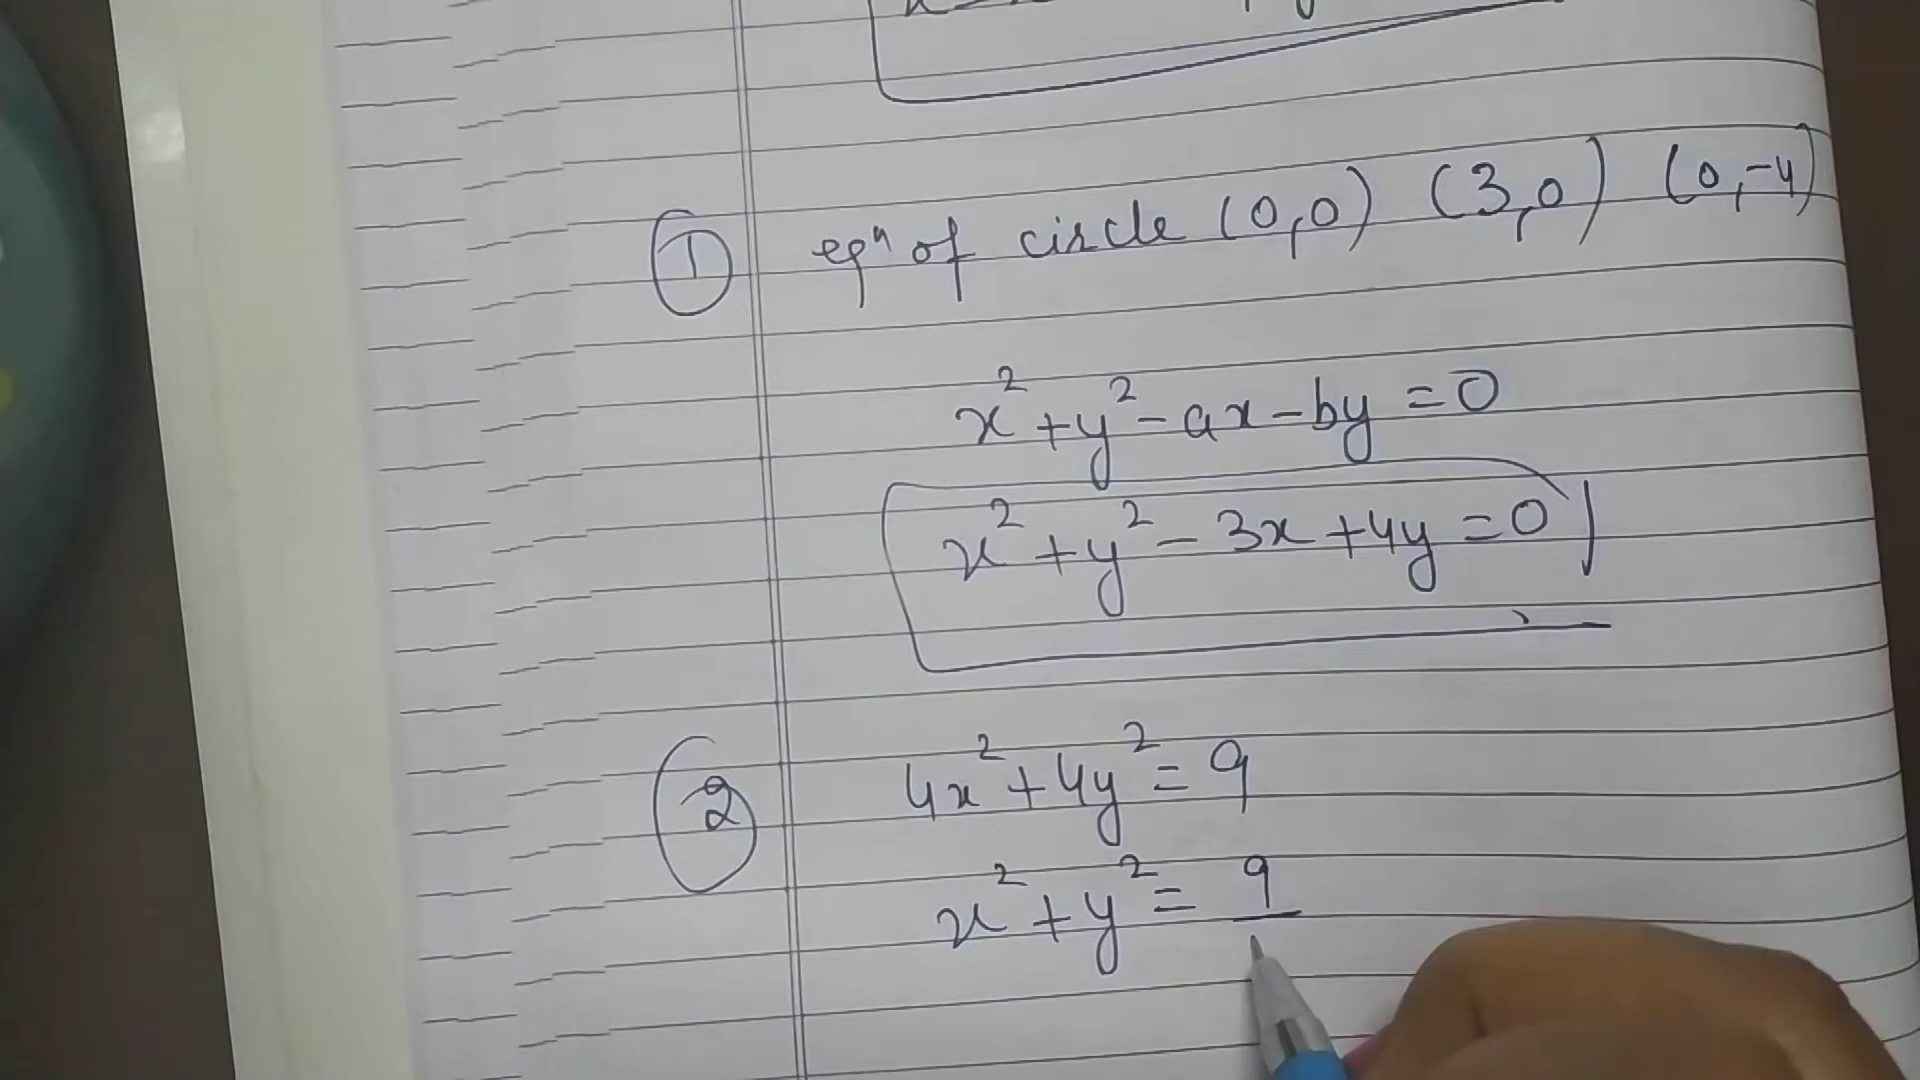 ① eqⁿ of circle (0,0) (3,0) (0,-4)
x² + y² - ax - by = 0
x² + y² - 3x + 4y = 0
② 4x² + 4y² = 9
x² + y² = 9